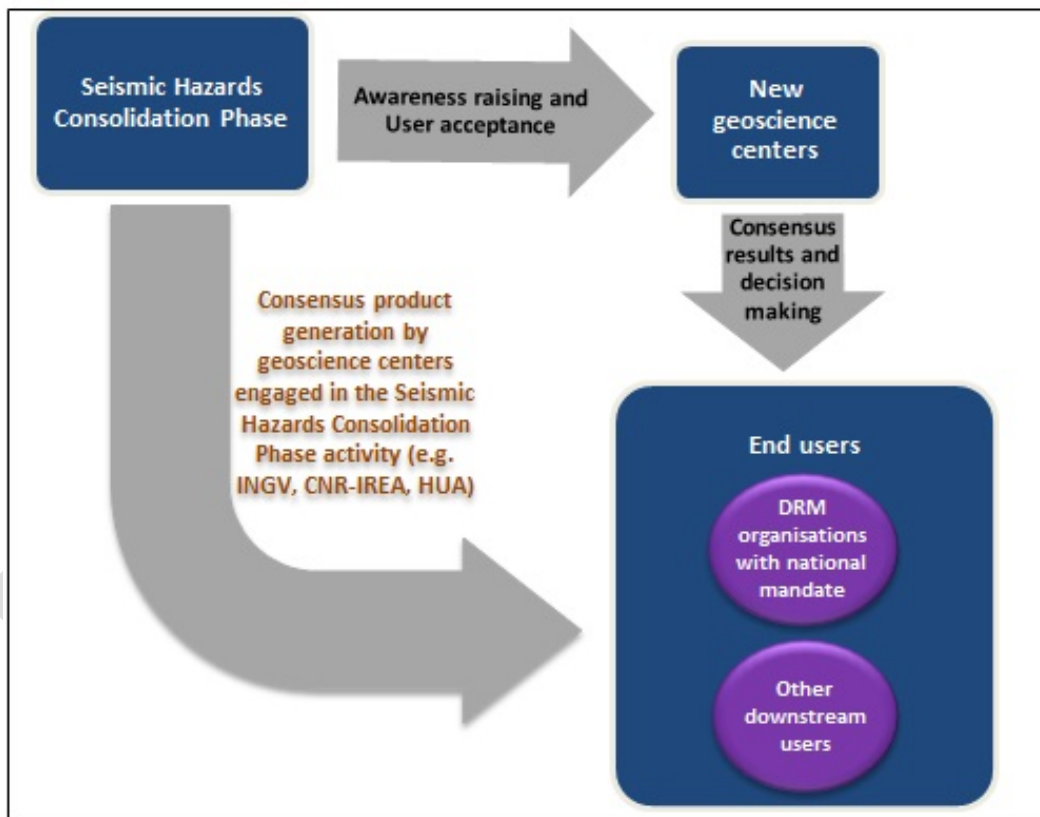 Seismic Hazards
Consolidation Phase
Awareness raising and
User acceptance
New
geoscience
centers
Consensus
results and
decision
making
Consensus product
generation by
geoscience centers
engaged in the Seismic
Hazards Consolidation
Phase activity (e.g.
INGV, CNR-IREA, HUA)
End users
DRM
organisations
with national
mandate
Other
downstream
users